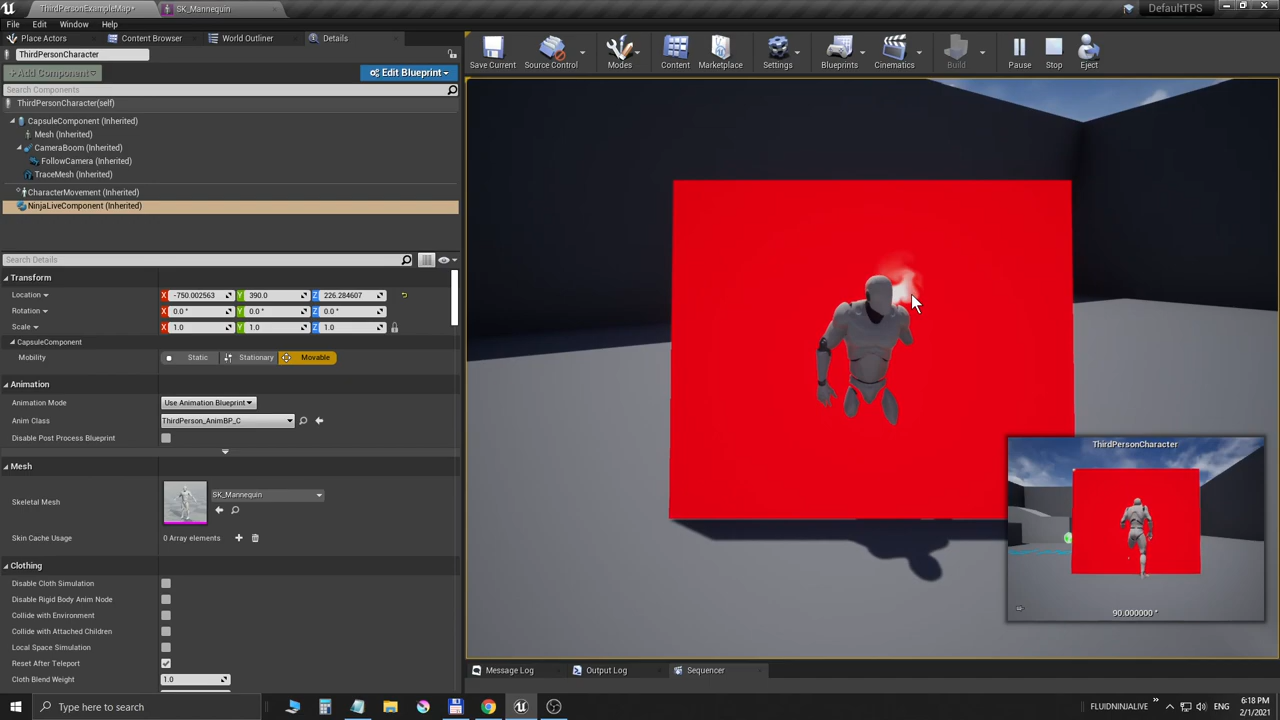 ThirdPersonExampleMap*
SK_Mannequin
DefaultTPS
File
Edit
Window
Help
Place Actors
Content Browser
World Outliner
Details
ThirdPersonCharacter
+Add Component
Edit Blueprint
Search Components
ThirdPersonCharacter(self)
CapsuleComponent (Inherited)
Mesh (Inherited)
CameraBoom (Inherited)
FollowCamera (Inherited)
TraceMesh (Inherited)
CharacterMovement (Inherited)
NinjaLiveComponent (Inherited)
Search Details
Save Current
Source Control
Modes
Content
Marketplace
Settings
Blueprints
Cinematics
Build
Pause
Stop
Eject
Transform
Location
X -750.002563
Y 390.0
Z 226.284607
Rotation
X 0.0 °
Y 0.0 °
Z 0.0 °
Scale
X 1.0
Y 1.0
Z 1.0
CapsuleComponent
Mobility
Static
Stationary
Movable
Animation
Animation Mode
Use Animation Blueprint
Anim Class
ThirdPerson_AnimBP_C
Disable Post Process Blueprint
Mesh
Skeletal Mesh
SK_Mannequin
Skin Cache Usage
0 Array elements
Clothing
Disable Cloth Simulation
Disable Rigid Body Anim Node
Collide with Environment
Collide with Attached Children
Local Space Simulation
Reset After Teleport
Cloth Blend Weight
1.0
ThirdPersonCharacter
90.000000 °
Message Log
Output Log
Sequencer
Type here to search
FLUIDNINJALIVE
ENG
6:18 PM
2/1/2021